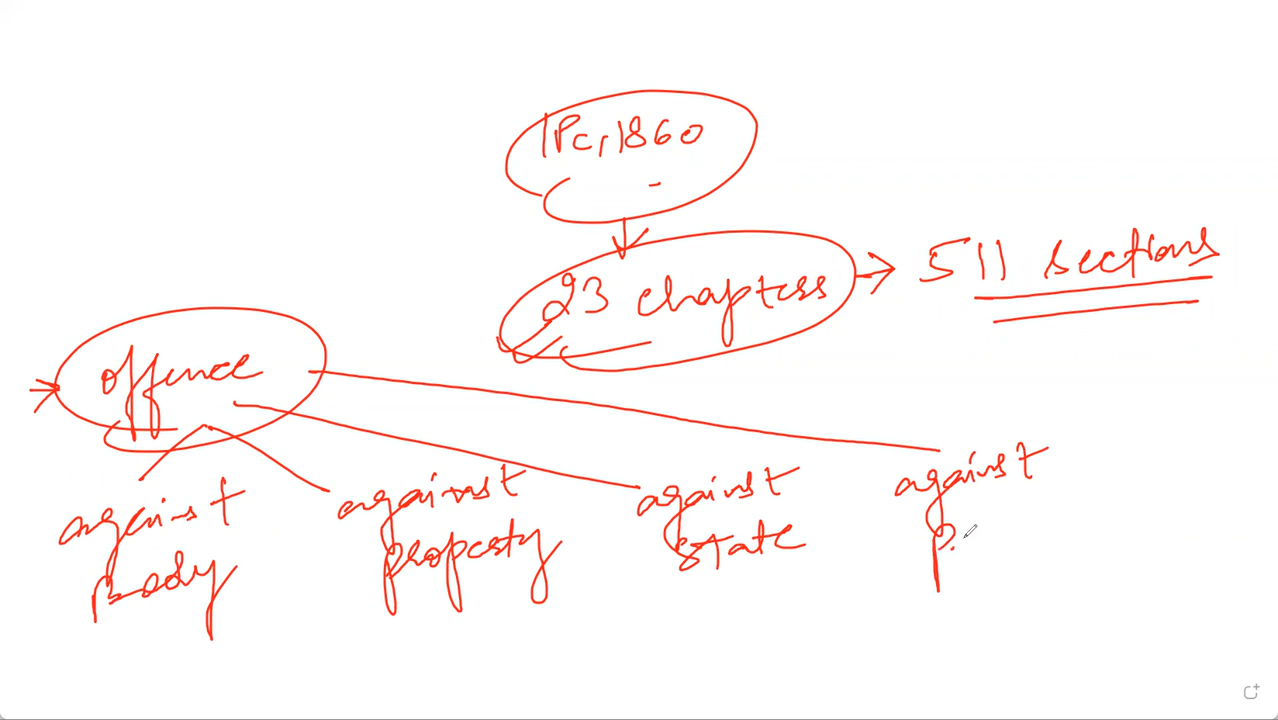 IPC, 1860
23 chapters
511 sections
offence
against
Body
against
property
against
state
against
P.